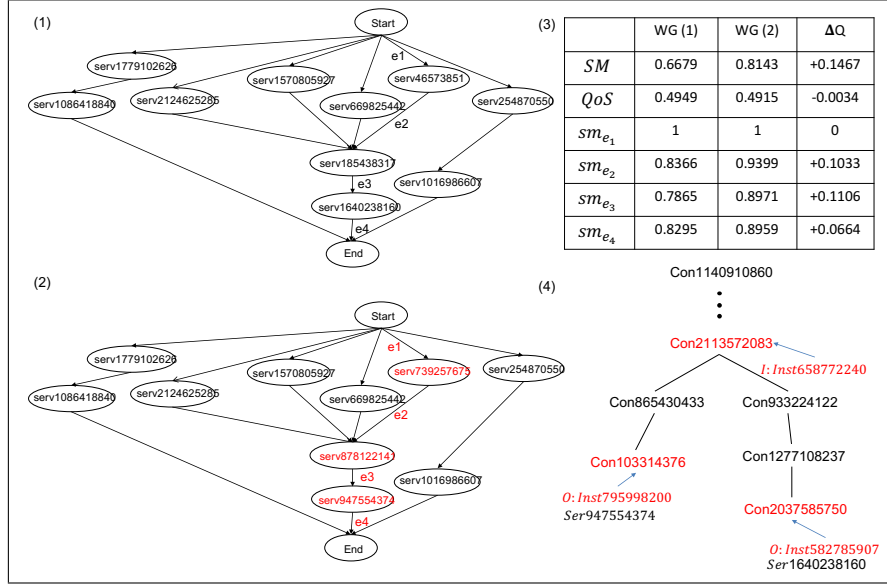 (1)
Start
e1
serv1779102626
serv1570805927
serv46573851
serv1086418840
serv2124625285
serv669825442
serv254870550
e2
serv185438317
e3
serv1016986607
serv1640238160
e4
End
(2)
Start
e1
serv1779102626
serv1570805927
serv739257675
serv254870550
serv1086418840
serv2124625285
serv669825442
e2
serv878122141
e3
serv1016986607
serv947554374
e4
End
(3)
WG (1) WG (2) ΔQ
SM 0.6679 0.8143 +0.1467
QoS 0.4949 0.4915 -0.0034
sm_e1 1 1 0
sm_e2 0.8366 0.9399 +0.1033
sm_e3 0.7865 0.8971 +0.1106
sm_e4 0.8295 0.8959 +0.0664
(4)
Con1140910860
Con2113572083
I: Inst658772240
Con865430433
Con933224122
Con103314376
Con1277108237
O: Inst795998200
Ser947554374
Con2037585750
O: Inst582785907
Ser1640238160